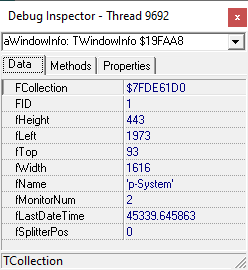 Debug Inspector - Thread 9692
x
aWindowInfo: TWindowInfo $19FAA8
Data Methods Properties
FCollection $7FDE61D0
FID 1
fHeight 443
fLeft 1973
fTop 93
fWidth 1616
fName 'p-System'
fMonitorNum 2
fLastDateTime 45339.645863
fSplitterPos 0
TCollection